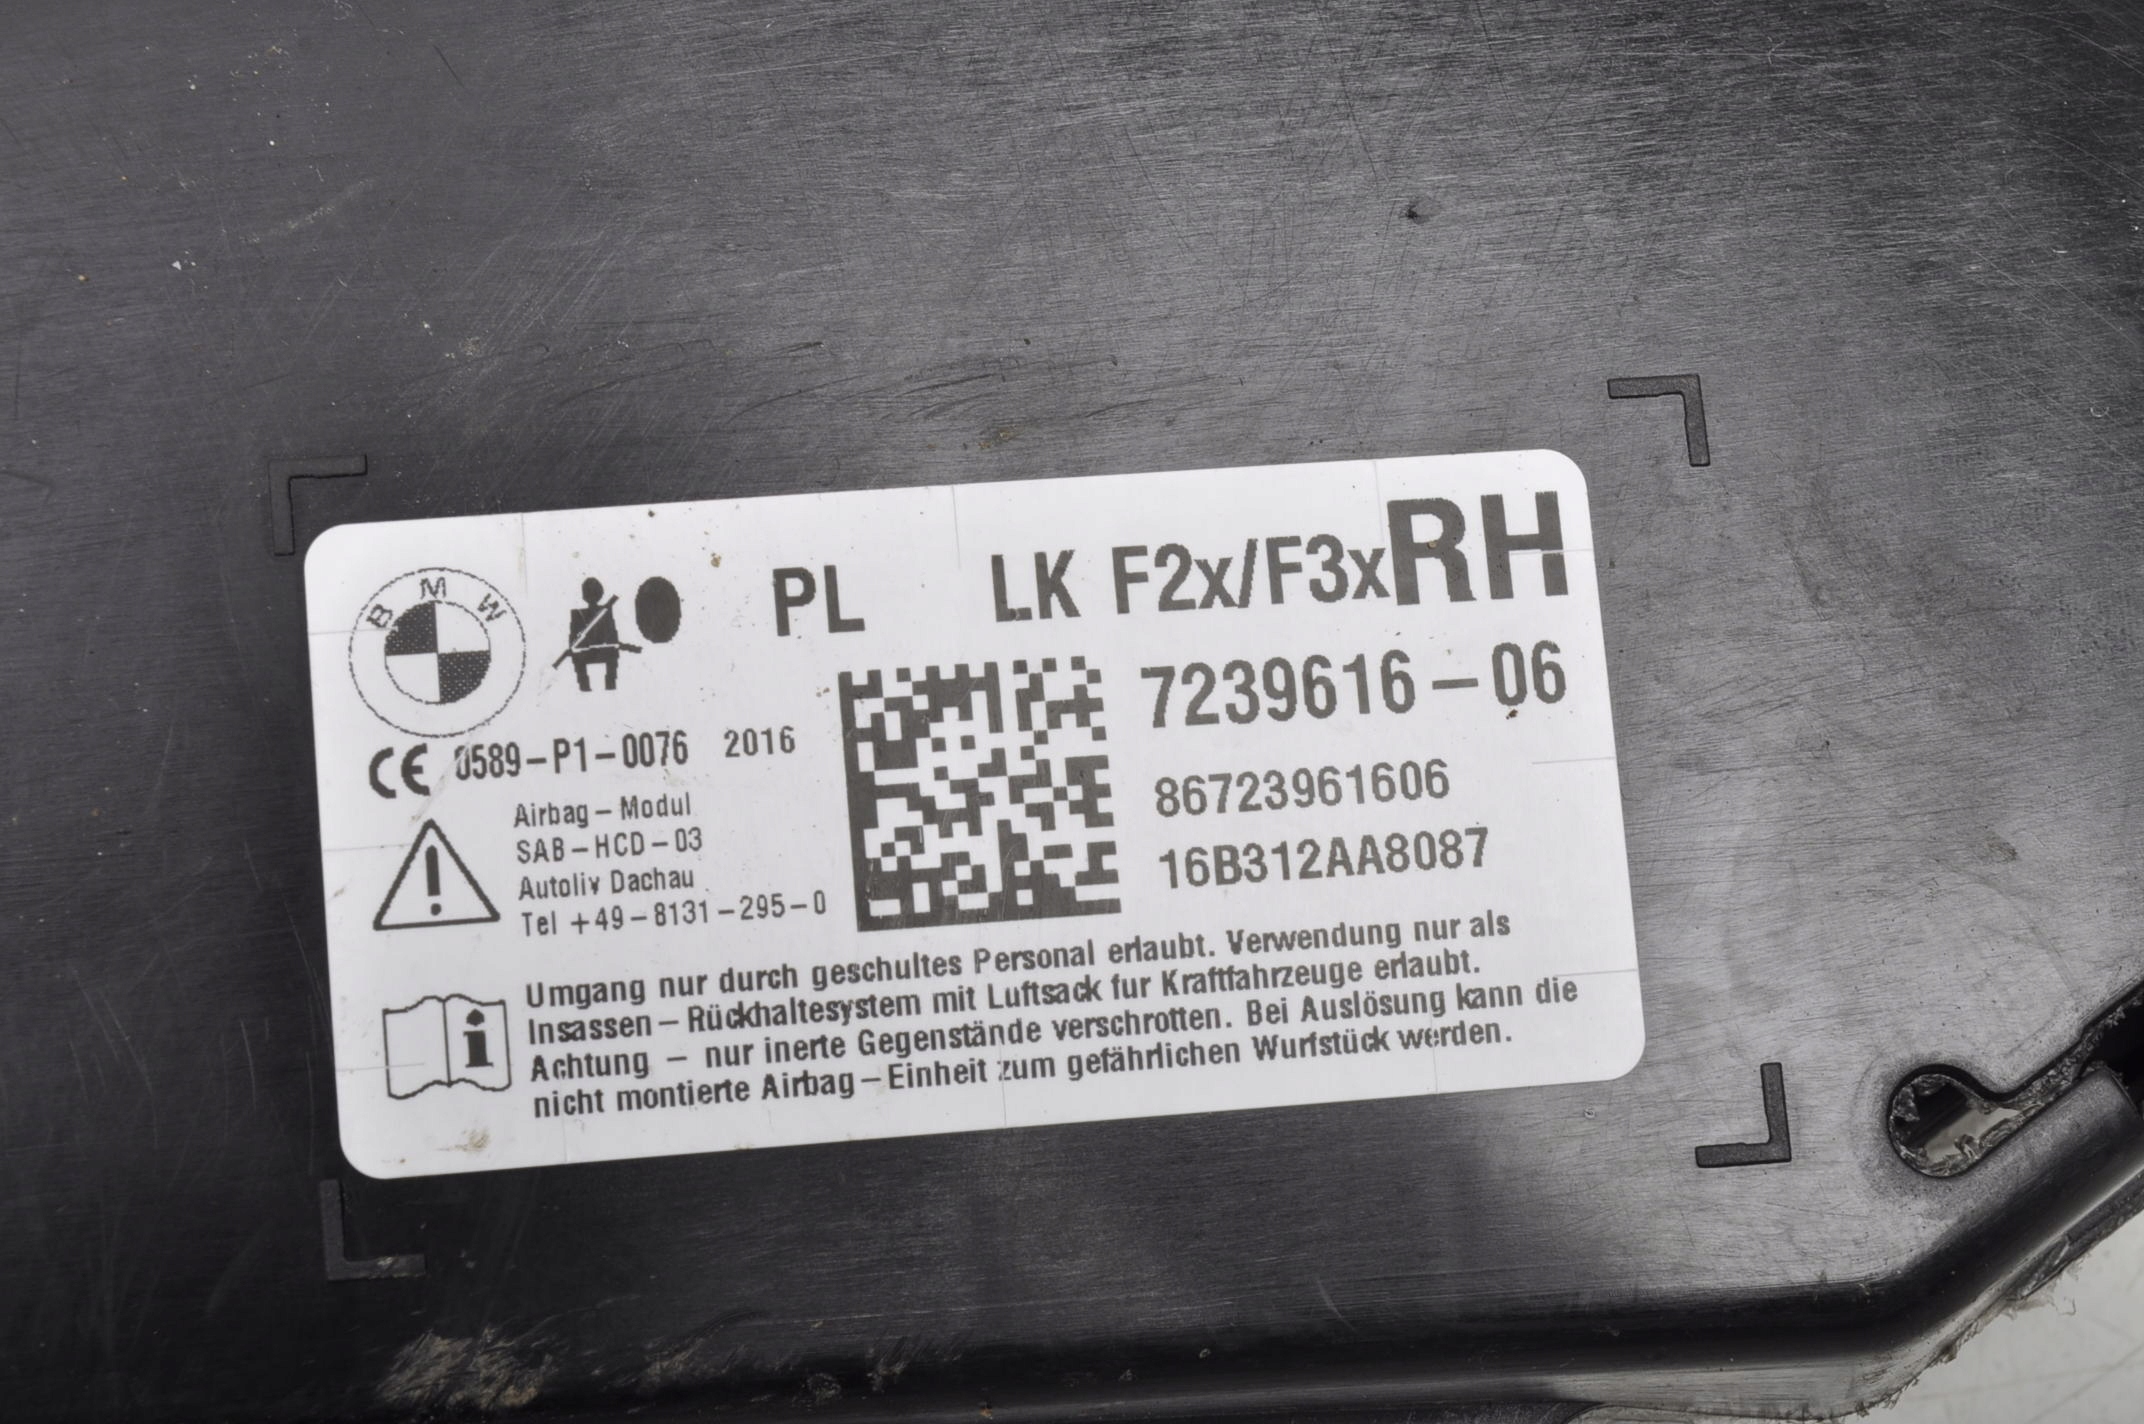 BMW
PL LK F2x/F3x RH
7239616-06
CE 0589-P1-0076 2016
86723961606
16B312AA8087
Airbag-Modul
SAB-HCD-03
Autoliv Dachau
Tel +49-8131-295-0
Umgang nur durch geschultes Personal erlaubt. Verwendung nur als
Insassen-Rückhaltesystem mit Luftsack fur Kraftfahrzeuge erlaubt.
Achtung - nur inerte Gegenstände verschrotten. Bei Auslösung kann die
nicht montierte Airbag-Einheit zum gefährlichen Wurfstück werden.